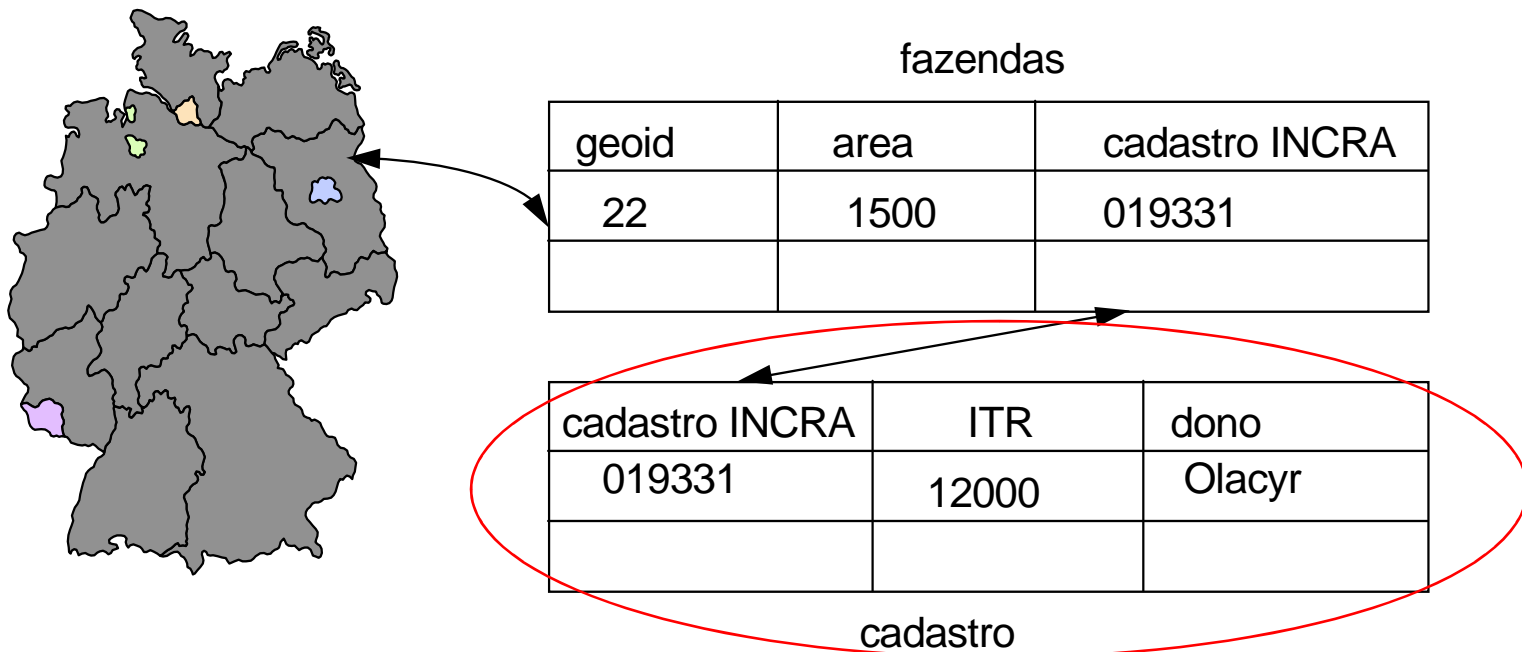 fazendas
geoid area cadastro INCRA
22 1500 019331
cadastro INCRA ITR dono
019331 12000 Olacyr
cadastro